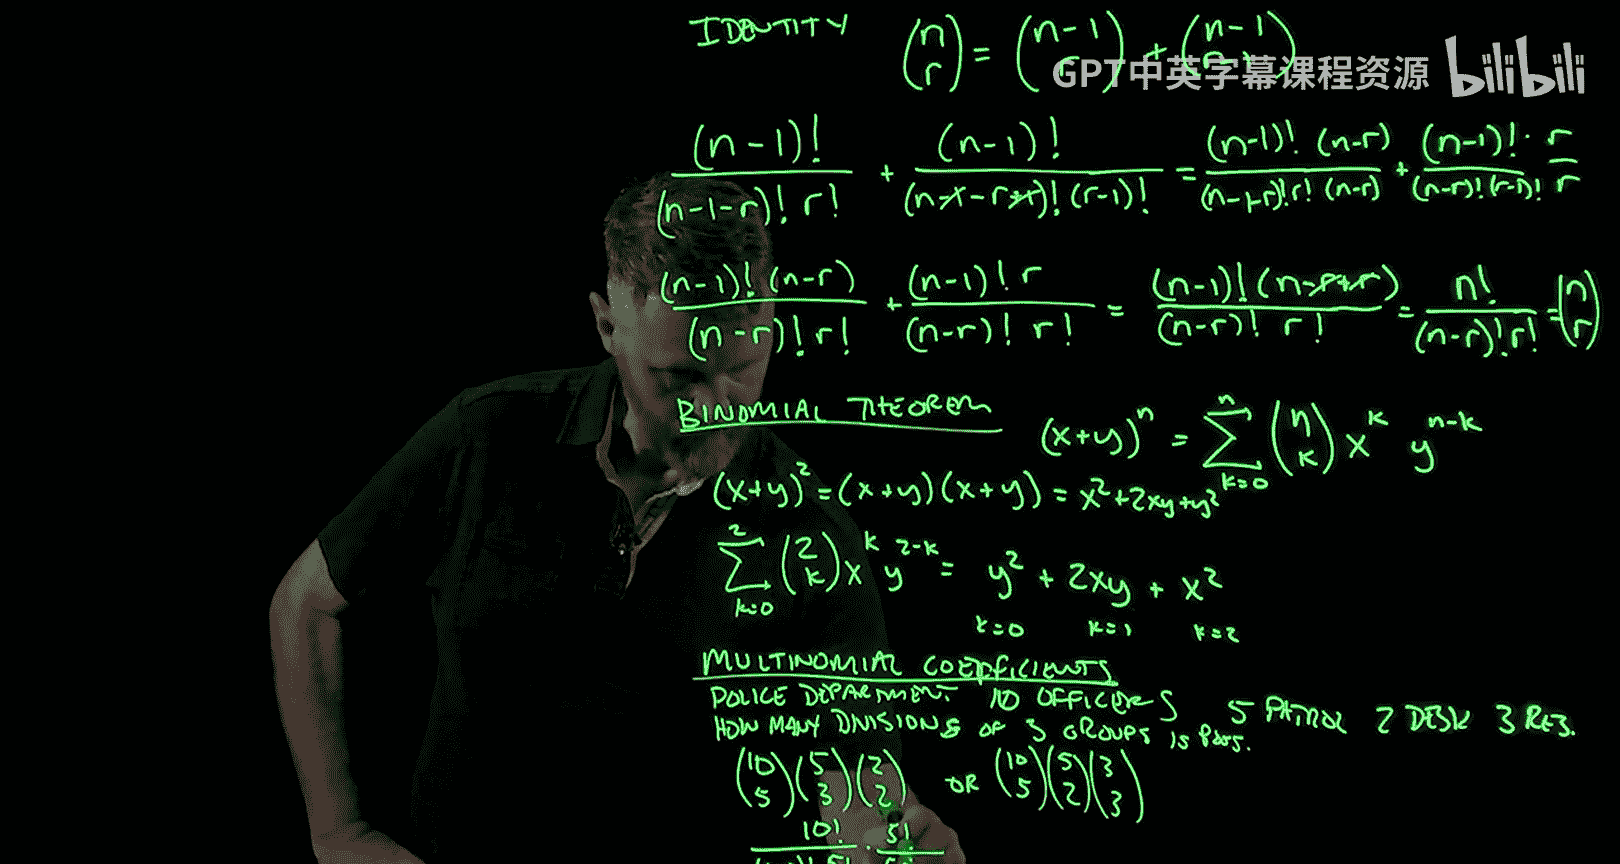 IDENTITY (n r) = (n-1 r) + (n-1
GPT中英字幕课程资源 bilibili
(n-1)! / (n-1-r)! r! + (n-1)! / (n-1-r+1)! (r-1)! = (n-1)! (n-r) / (n-1-r)! r! (n-r) + (n-1)! · r / (n-r)! (r-1)! r
(n-1)! (n-r) / (n-r)! r! + (n-1)! r / (n-r)! r! = (n-1)! (n-r+r) / (n-r)! r! = n! / (n-r)! r! = (n r)
BINOMIAL THEOREM (x+y)^n = Σ_{k=0}^{n} (n k) x^k y^{n-k}
(x+y)^2 = (x+y)(x+y) = x^2+2xy+y^2
Σ_{k=0}^{2} (2 k) x^k y^{2-k} = y^2 + 2xy + x^2
k=0 k=1 k=2
MULTINOMIAL COEFFICIENTS
POLICE DEPARTMENT 10 OFFICERS 5 PATROL 2 DESK 3 RES.
HOW MANY DIVISIONS OF 3 GROUPS IS POSS.
(10 5)(5 3)(2 2) OR (10 5)(5 2)(3 3)
10! · 5!